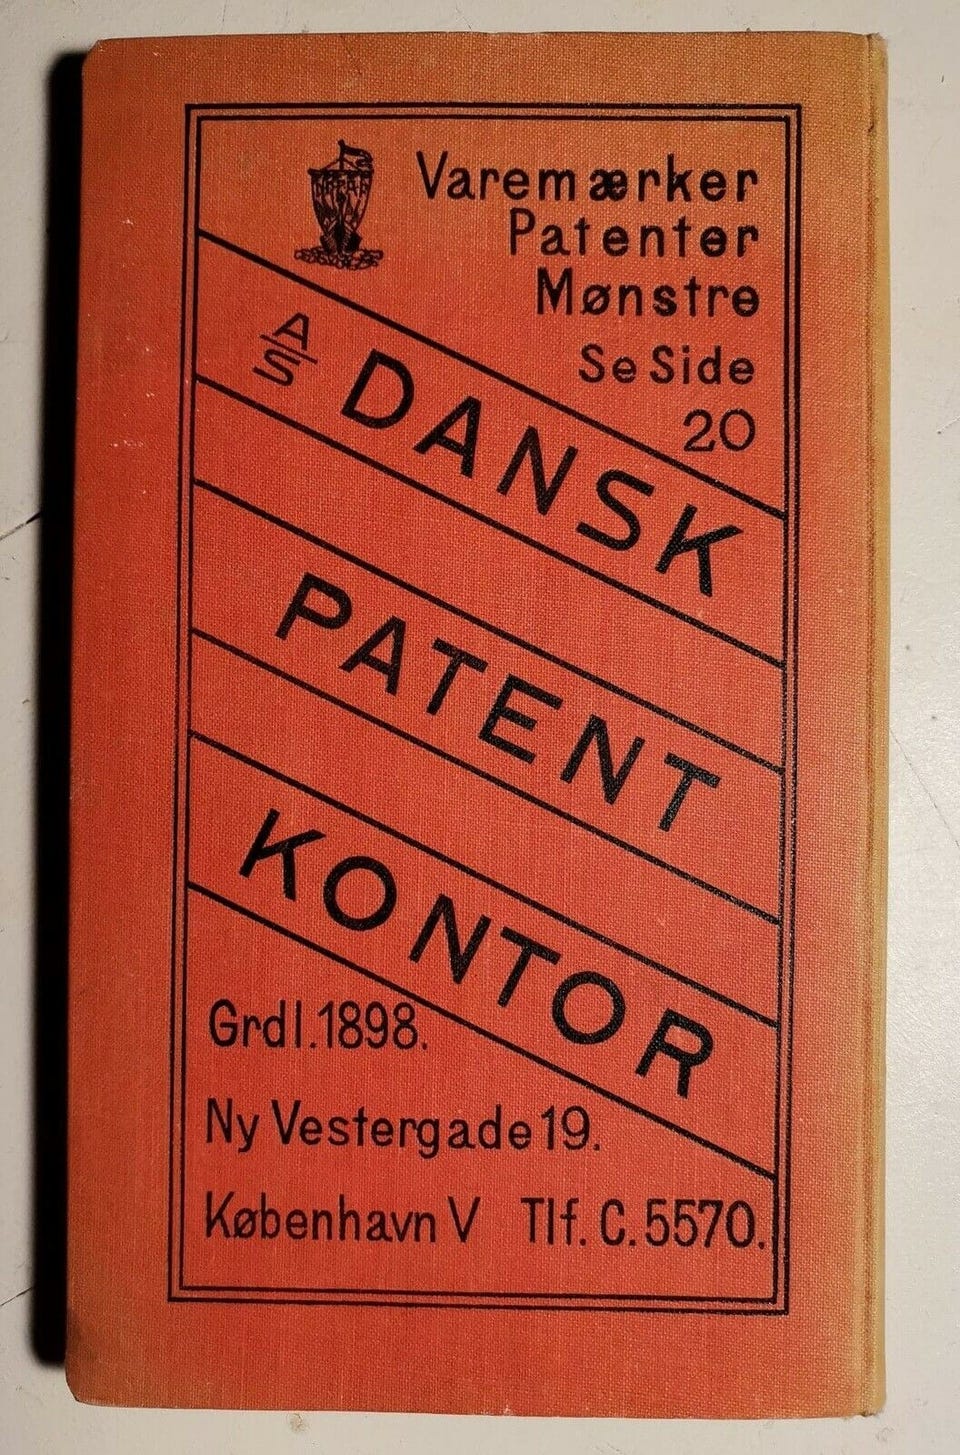 Varemærker
Patenter
Mønstre
Se Side
20
A/S DANSK
PATENT
KONTOR
Grdl. 1898.
Ny Vestergade 19.
København V Tlf. C. 5570.